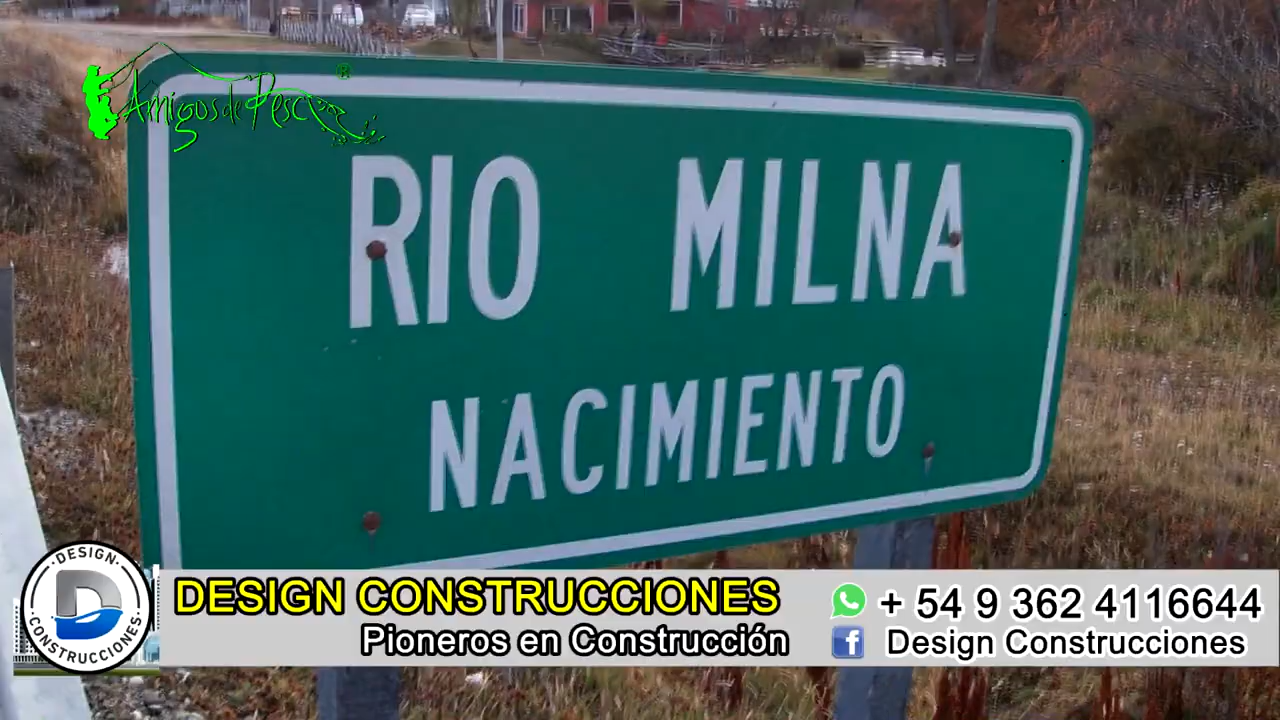 Amigos de Pesca
®
RIO MILNA
NACIMIENTO
DESIGN
CONSTRUCCIONES
DESIGN CONSTRUCCIONES
Pioneros en Construcción
+ 54 9 362 4116644
Design Construcciones